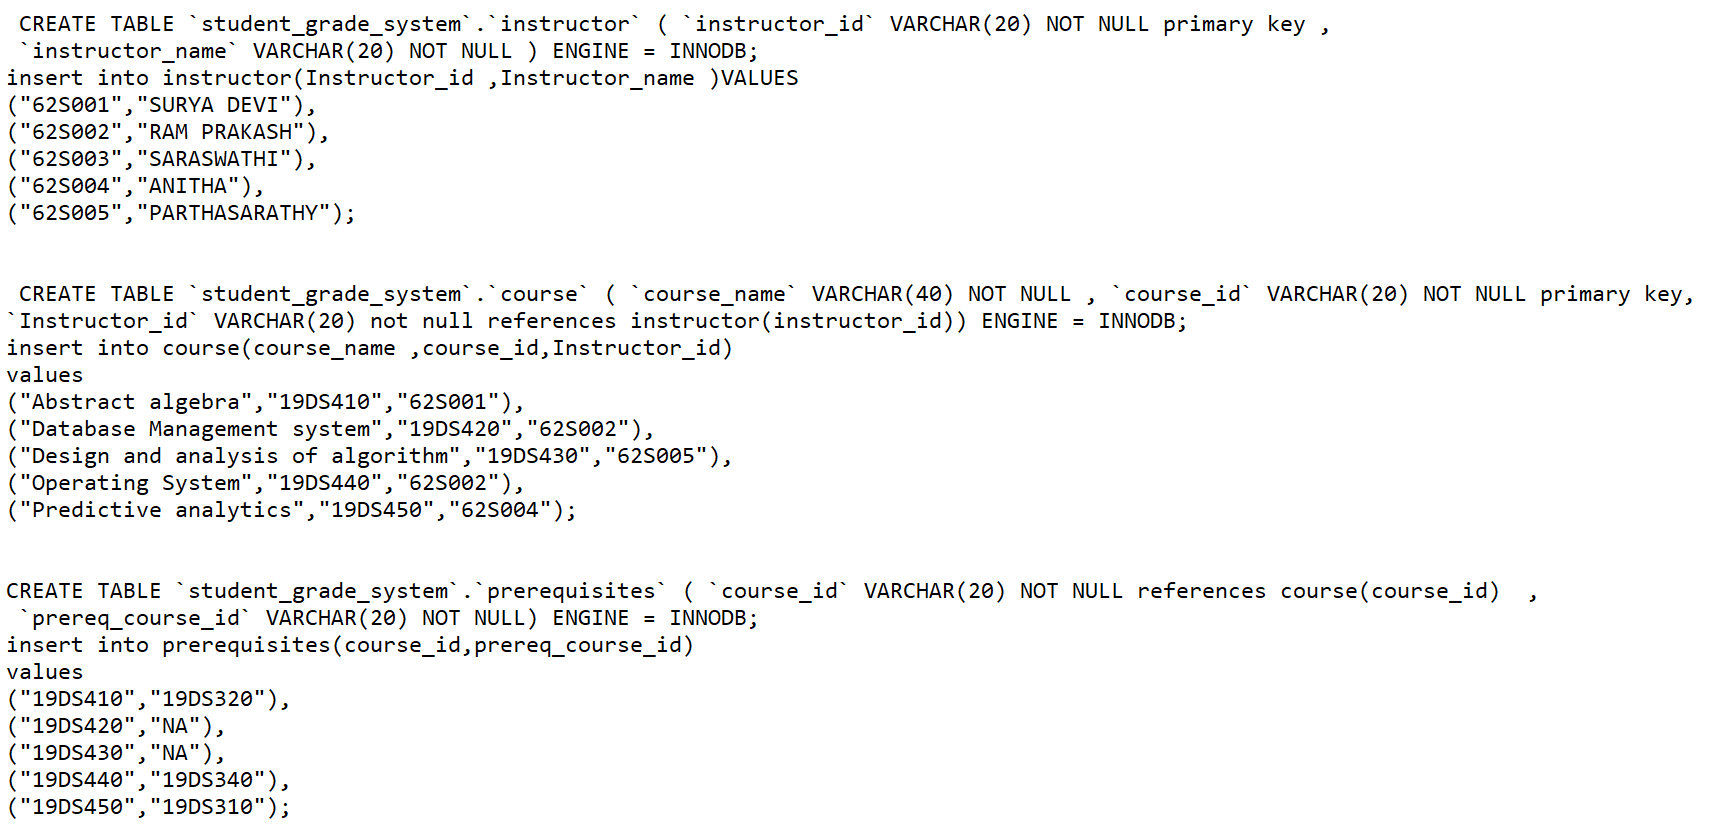 CREATE TABLE `student_grade_system`.`instructor` ( `instructor_id` VARCHAR(20) NOT NULL primary key ,
`instructor_name` VARCHAR(20) NOT NULL ) ENGINE = INNODB;
insert into instructor(Instructor_id ,Instructor_name )VALUES
("62S001","SURYA DEVI"),
("62S002","RAM PRAKASH"),
("62S003","SARASWATHI"),
("62S004","ANITHA"),
("62S005","PARTHASARATHY");
CREATE TABLE `student_grade_system`.`course` ( `course_name` VARCHAR(40) NOT NULL , `course_id` VARCHAR(20) NOT NULL primary key,
`Instructor_id` VARCHAR(20) not null references instructor(instructor_id)) ENGINE = INNODB;
insert into course(course_name ,course_id,Instructor_id)
values
("Abstract algebra","19DS410","62S001"),
("Database Management system","19DS420","62S002"),
("Design and analysis of algorithm","19DS430","62S005"),
("Operating System","19DS440","62S002"),
("Predictive analytics","19DS450","62S004");
CREATE TABLE `student_grade_system`.`prerequisites` ( `course_id` VARCHAR(20) NOT NULL references course(course_id)  ,
`prereq_course_id` VARCHAR(20) NOT NULL) ENGINE = INNODB;
insert into prerequisites(course_id,prereq_course_id)
values
("19DS410","19DS320"),
("19DS420","NA"),
("19DS430","NA"),
("19DS440","19DS340"),
("19DS450","19DS310");